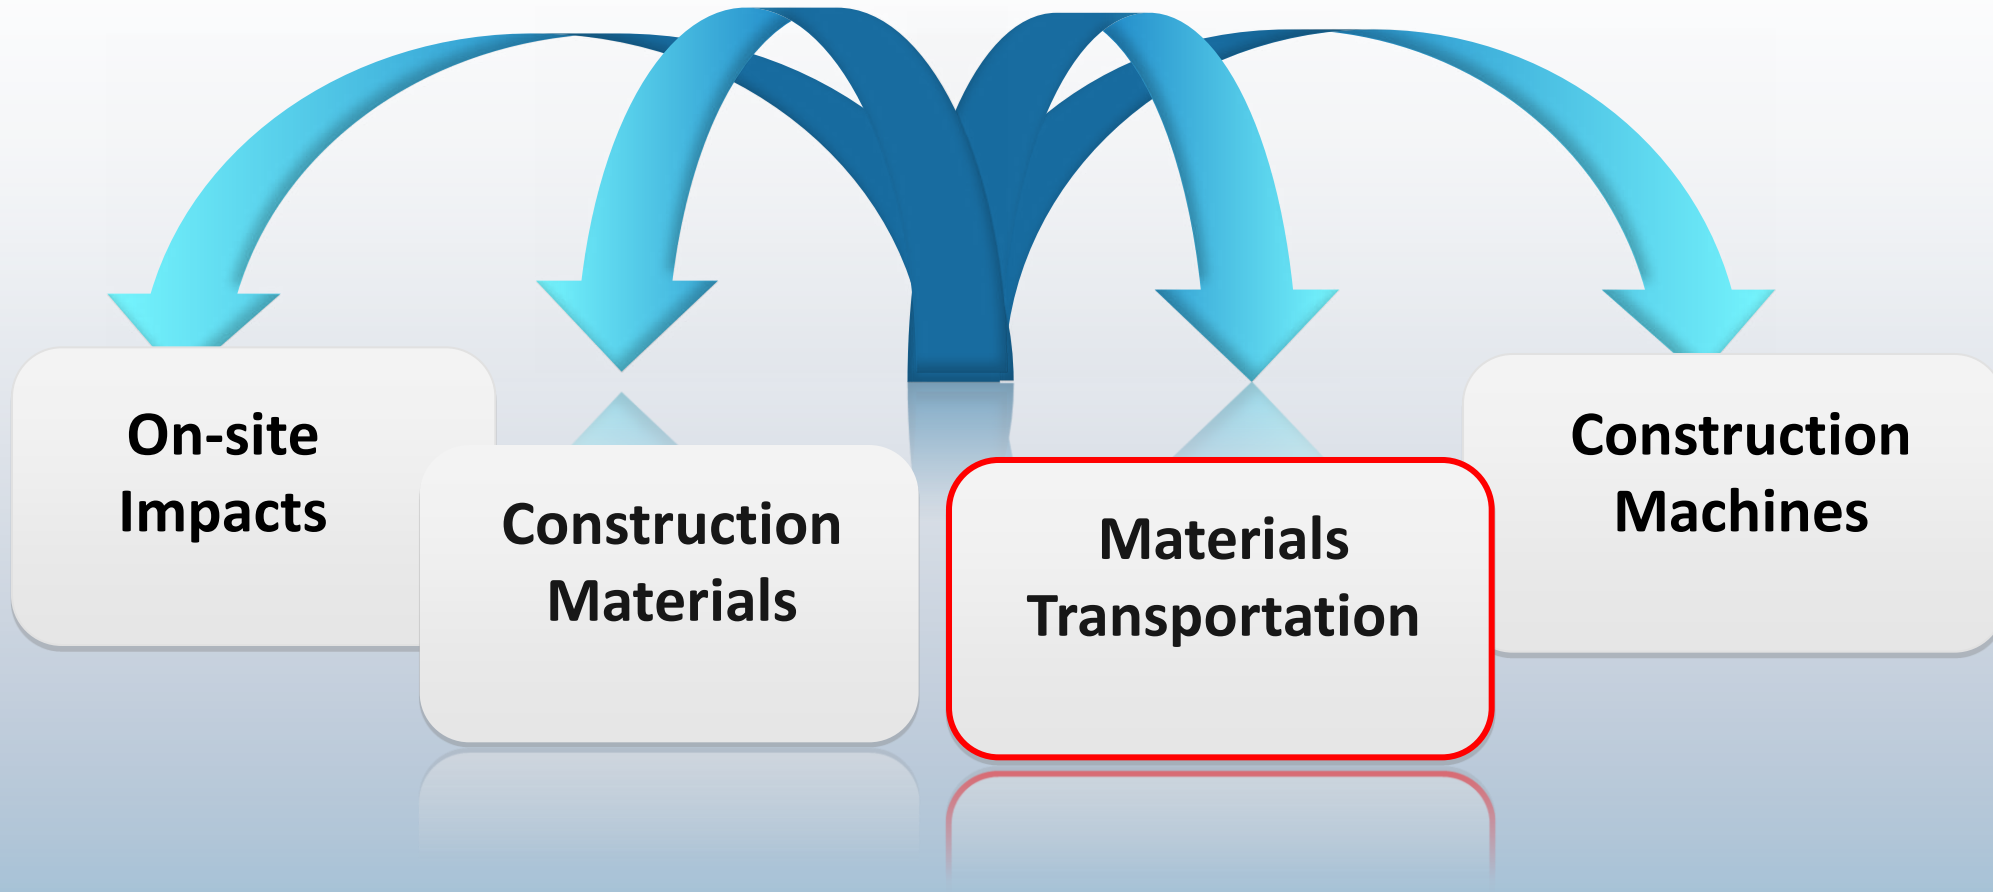 On-site
Impacts
Construction
Materials
Materials
Transportation
Construction
Machines